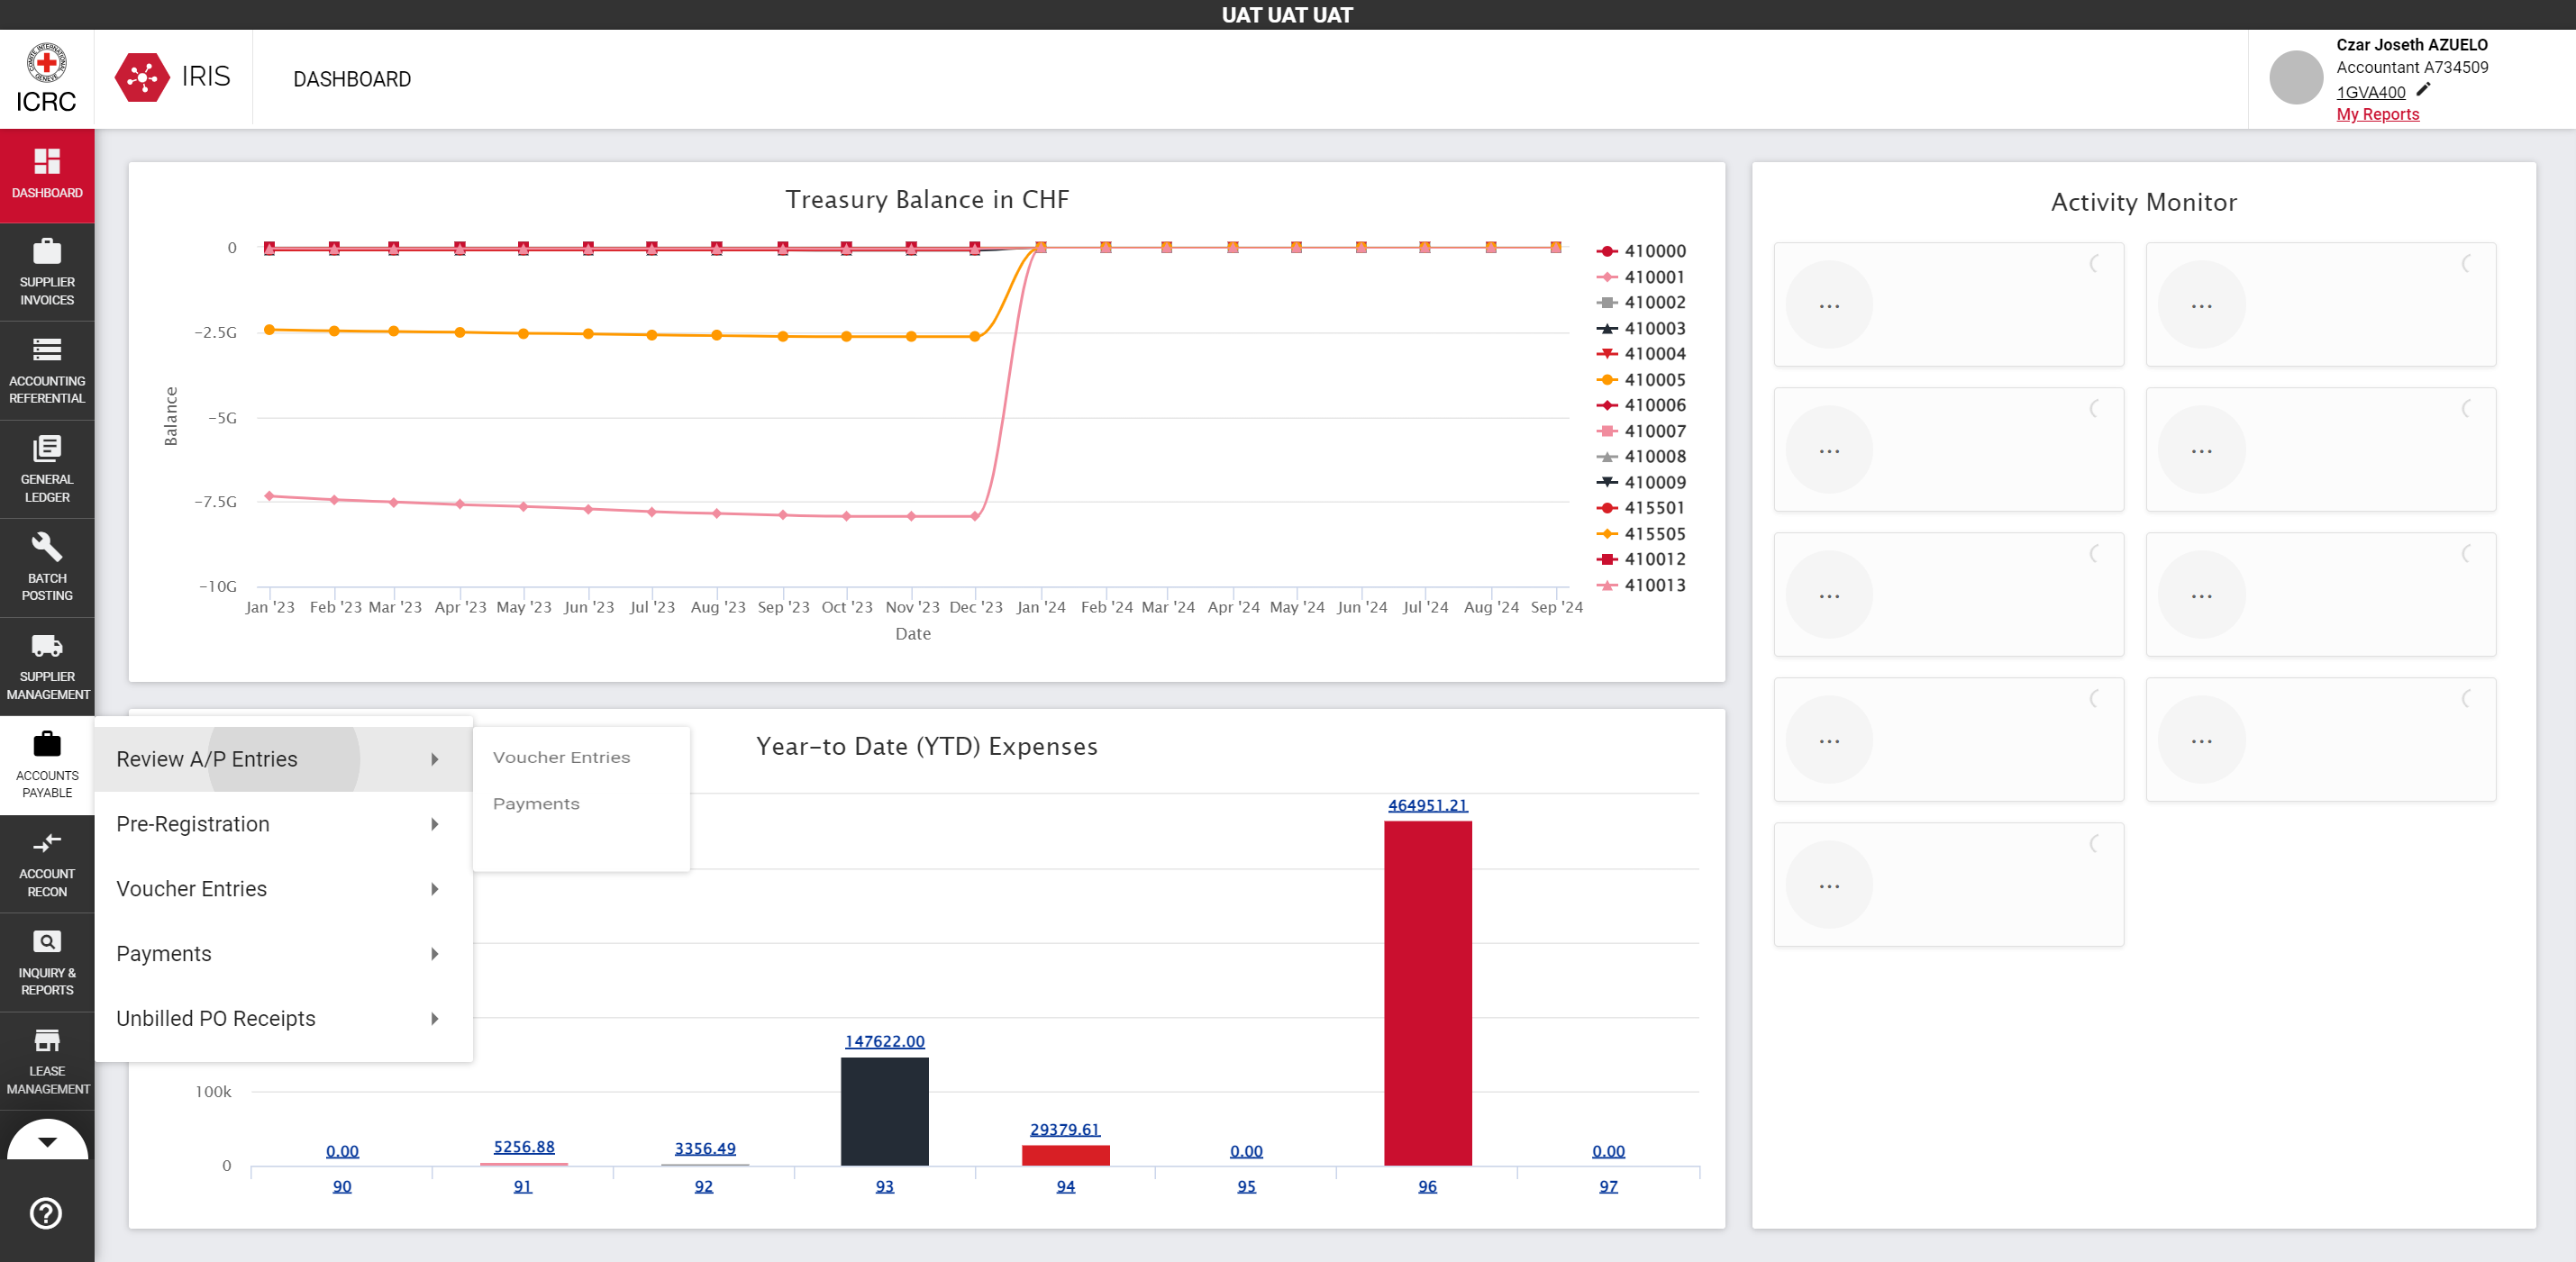 UAT UAT UAT
ICRC
IRIS
DASHBOARD
Czar Joseth AZUELO
Accountant A734509
1GVA400
My Reports
DASHBOARD
SUPPLIER
INVOICES
ACCOUNTING
REFERENTIAL
GENERAL
LEDGER
BATCH
POSTING
SUPPLIER
MANAGEMENT
ACCOUNTS
PAYABLE
ACCOUNT
RECON
INQUIRY &
REPORTS
LEASE
MANAGEMENT
Review A/P Entries
Pre-Registration
Voucher Entries
Payments
Unbilled PO Receipts
Voucher Entries
Payments
Treasury Balance in CHF
0
−2.5G
−5G
−7.5G
−10G
Balance
Jan '23 Feb '23 Mar '23 Apr '23 May '23 Jun '23 Jul '23 Aug '23 Sep '23 Oct '23 Nov '23 Dec '23 Jan '24 Feb '24 Mar '24 Apr '24 May '24 Jun '24 Jul '24 Aug '24 Sep '24
Date
410000
410001
410002
410003
410004
410005
410006
410007
410008
410009
415501
415505
410012
410013
Year-to Date (YTD) Expenses
100k
0
0.00 5256.88 3356.49 147622.00 29379.61 0.00 464951.21 0.00
90 91 92 93 94 95 96 97
Activity Monitor
... ...
... ...
... ...
... ...
...